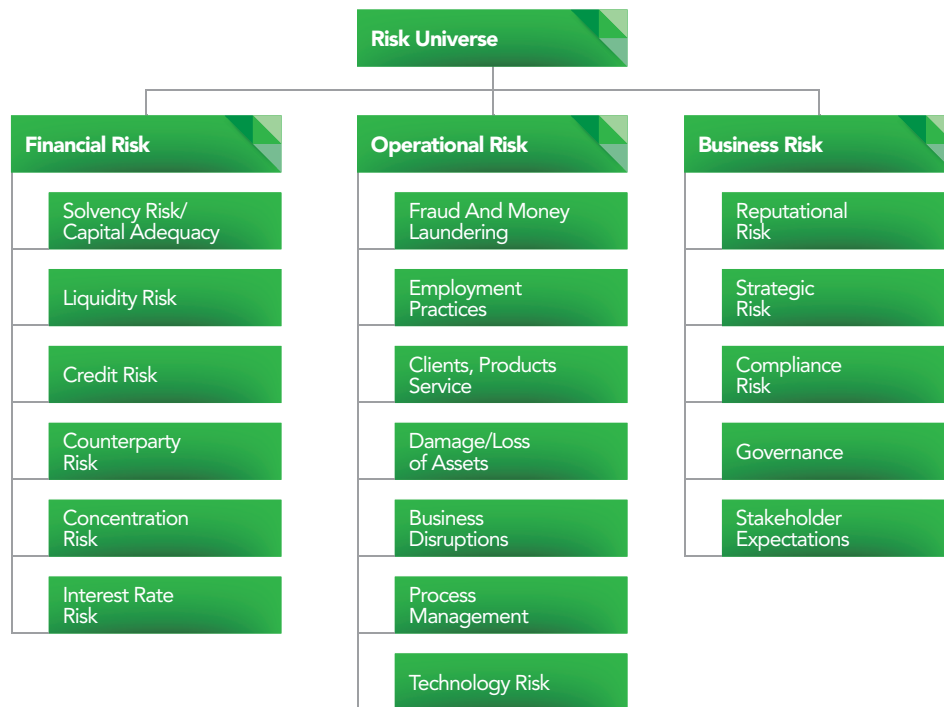 Risk Universe
Financial Risk
Solvency Risk/
Capital Adequacy
Liquidity Risk
Credit Risk
Counterparty
Risk
Concentration
Risk
Interest Rate
Risk
Operational Risk
Fraud And Money
Laundering
Employment
Practices
Clients, Products
Service
Damage/Loss
of Assets
Business
Disruptions
Process
Management
Technology Risk
Business Risk
Reputational
Risk
Strategic
Risk
Compliance
Risk
Governance
Stakeholder
Expectations